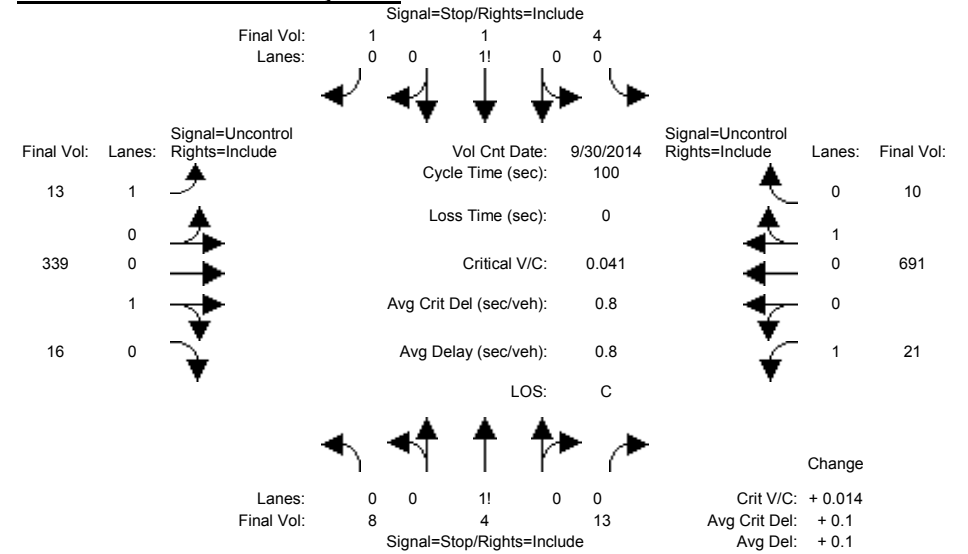 Signal=Stop/Rights=Include
Final Vol: 1 1 4
Lanes: 0 0 1! 0 0
Signal=Uncontrol Signal=Uncontrol
Final Vol: Lanes: Rights=Include Vol Cnt Date: 9/30/2014 Rights=Include Lanes: Final Vol:
Cycle Time (sec): 100
13 1 0 10
Loss Time (sec): 0
0 1
339 0 Critical V/C: 0.041 0 691
1 Avg Crit Del (sec/veh): 0.8 0
16 0 Avg Delay (sec/veh): 0.8 1 21
LOS: C
Change
Lanes: 0 0 1! 0 0 Crit V/C: + 0.014
Final Vol: 8 4 13 Avg Crit Del: + 0.1
Signal=Stop/Rights=Include Avg Del: + 0.1